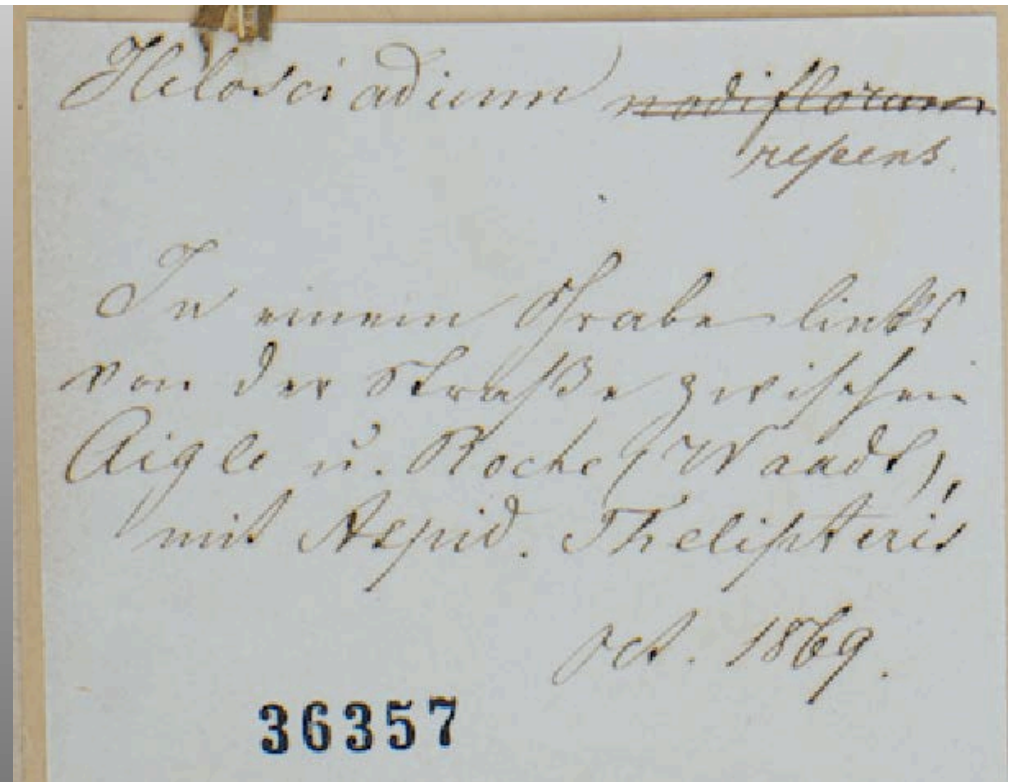 Helosciadium nodiflorum
repens.
In einem Graben links
von der Straße zwischen
Aigle u. Roche (Waadt),
mit Aspid. Thelipteris
Oct. 1869.
36357